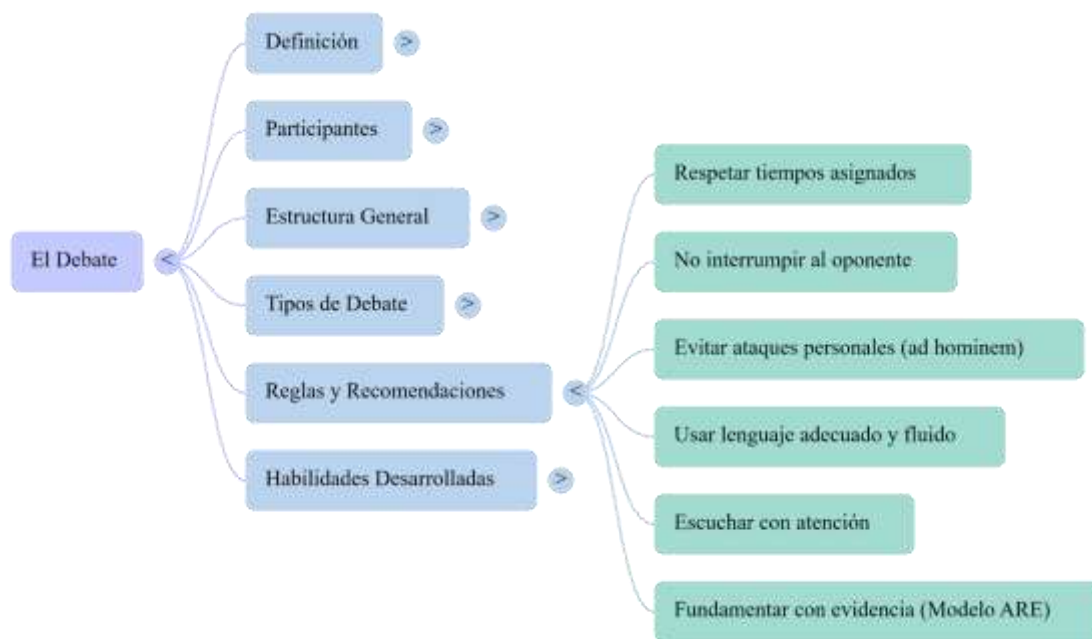 El Debate
Definición
Participantes
Estructura General
Tipos de Debate
Reglas y Recomendaciones
Habilidades Desarrolladas
Respetar tiempos asignados
No interrumpir al oponente
Evitar ataques personales (ad hominem)
Usar lenguaje adecuado y fluido
Escuchar con atención
Fundamentar con evidencia (Modelo ARE)